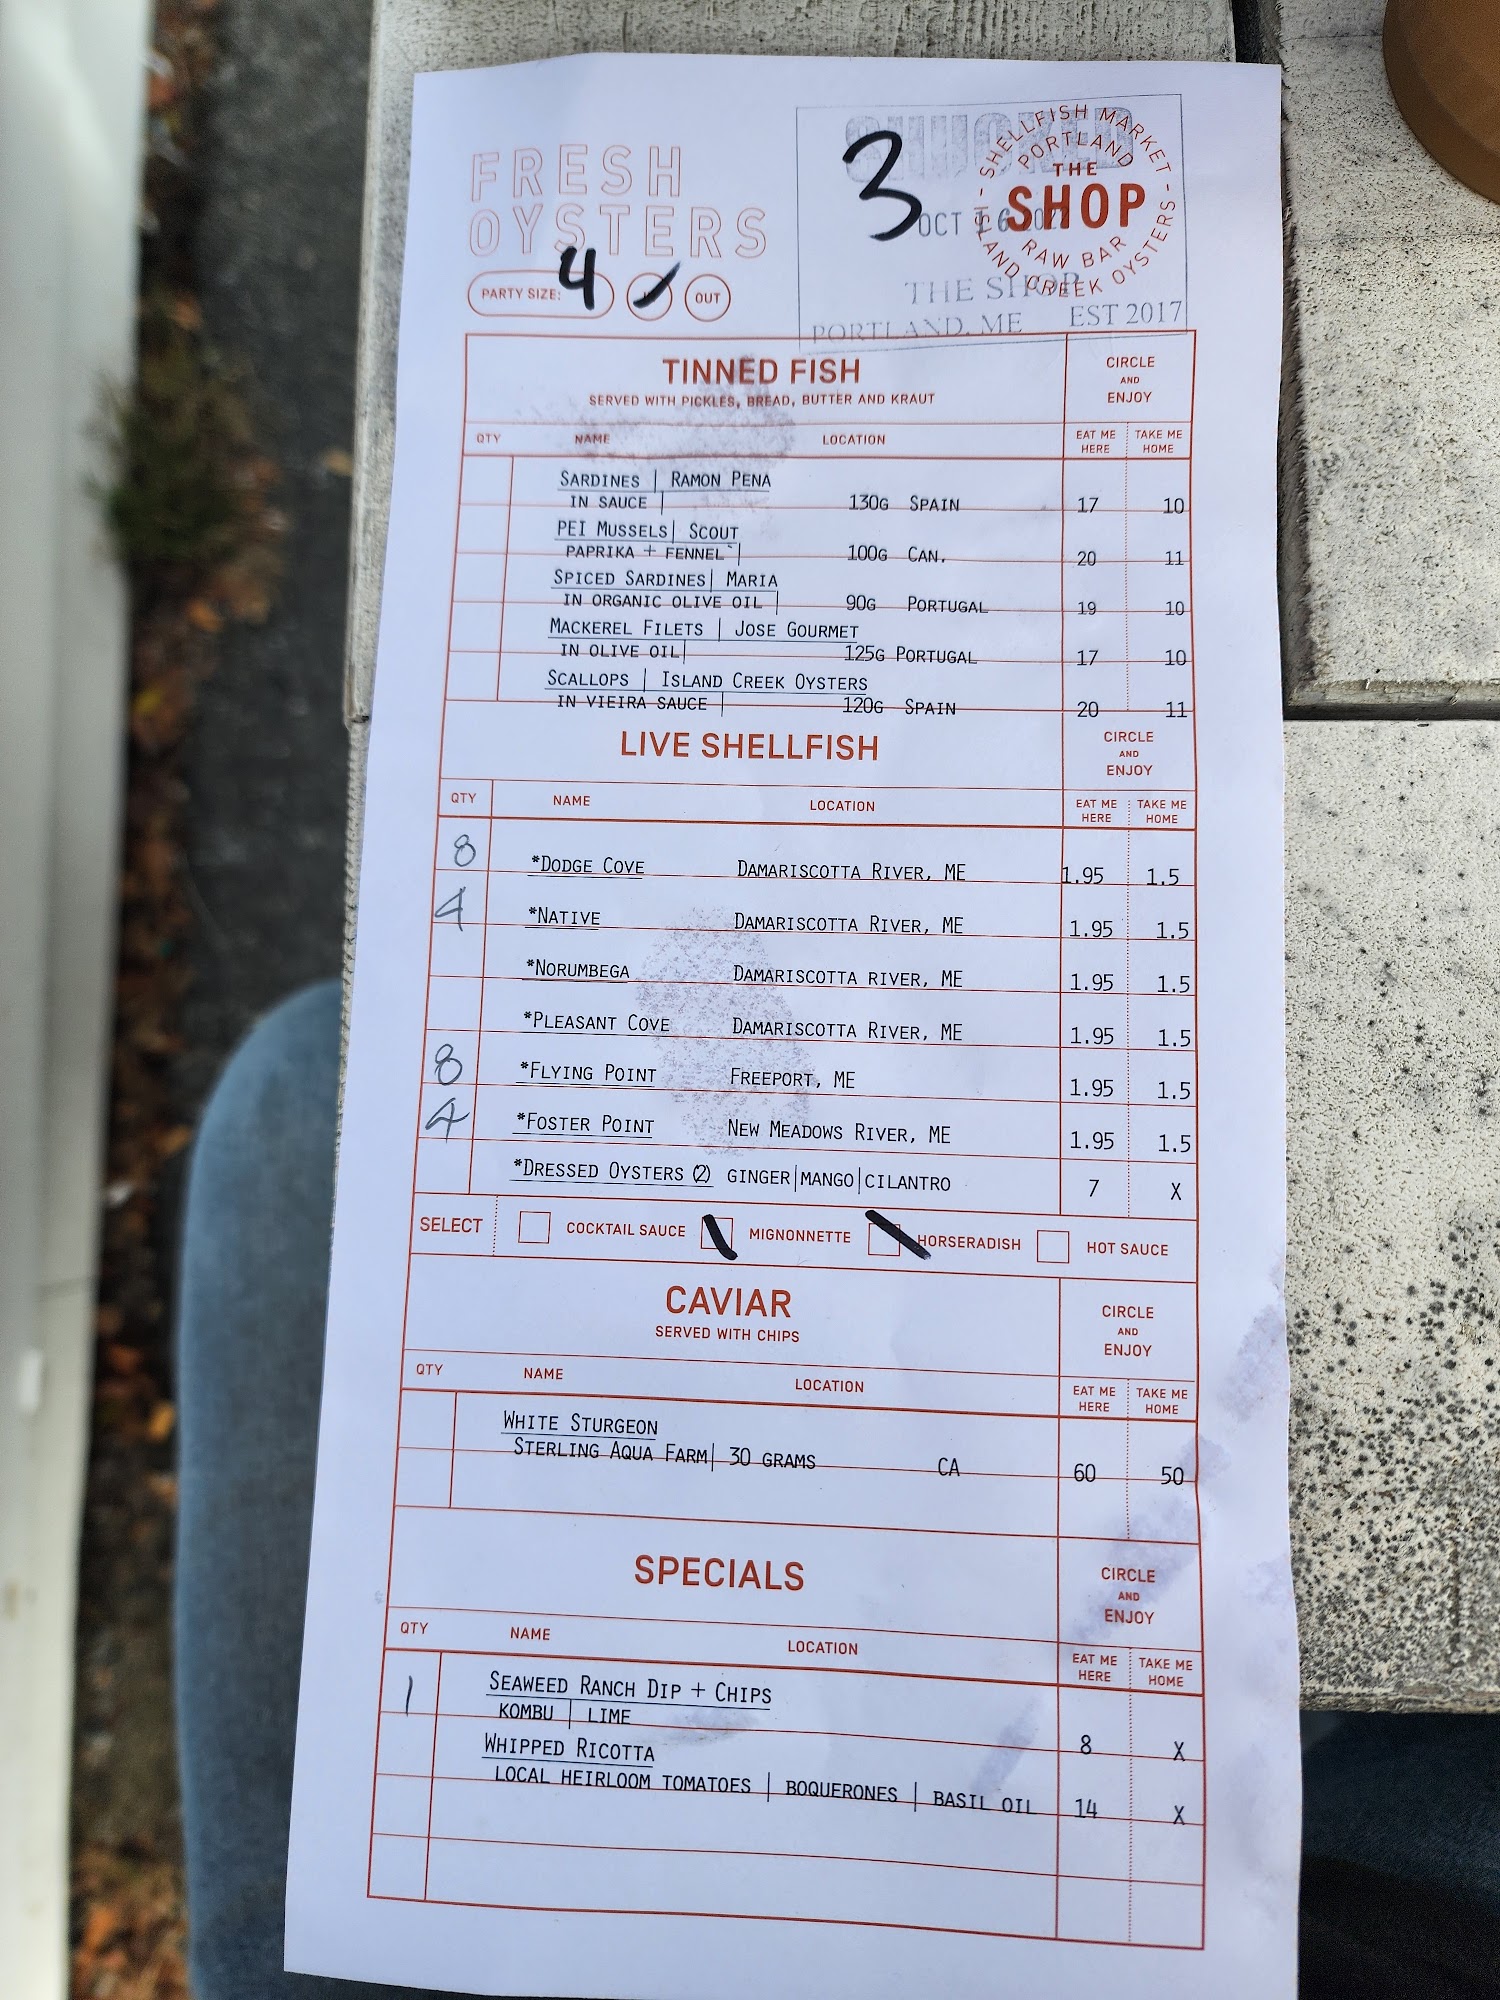 FRESH
OYSTERS
PARTY SIZE: 4
OUT
3
OCT 16 2022
THE SHOP
PORTLAND, ME EST 2017
SHELLFISH MARKET
PORTLAND
THE
SHOP
RAW BAR
ISLAND CREEK OYSTERS
TINNED FISH
SERVED WITH PICKLES, BREAD, BUTTER AND KRAUT
CIRCLE
AND
ENJOY
QTY NAME LOCATION EAT ME HERE TAKE ME HOME
SARDINES | RAMON PENA
IN SAUCE | 130G SPAIN 17 10
PEI MUSSELS | SCOUT
PAPRIKA + FENNEL | 100G CAN. 20 11
SPICED SARDINES | MARIA
IN ORGANIC OLIVE OIL | 90G PORTUGAL 19 10
MACKEREL FILETS | JOSE GOURMET
IN OLIVE OIL | 125G PORTUGAL 17 10
SCALLOPS | ISLAND CREEK OYSTERS
IN VIEIRA SAUCE | 120G SPAIN 20 11
LIVE SHELLFISH
CIRCLE
AND
ENJOY
QTY NAME LOCATION EAT ME HERE TAKE ME HOME
8 *DODGE COVE DAMARISCOTTA RIVER, ME 1.95 1.5
4 *NATIVE DAMARISCOTTA RIVER, ME 1.95 1.5
*NORUMBEGA DAMARISCOTTA RIVER, ME 1.95 1.5
*PLEASANT COVE DAMARISCOTTA RIVER, ME 1.95 1.5
8 *FLYING POINT FREEPORT, ME 1.95 1.5
4 *FOSTER POINT NEW MEADOWS RIVER, ME 1.95 1.5
*DRESSED OYSTERS (2) GINGER|MANGO|CILANTRO 7 X
SELECT COCKTAIL SAUCE MIGNONNETTE HORSERADISH HOT SAUCE
CAVIAR
SERVED WITH CHIPS
CIRCLE
AND
ENJOY
QTY NAME LOCATION EAT ME HERE TAKE ME HOME
WHITE STURGEON
STERLING AQUA FARM| 30 GRAMS CA 60 50
SPECIALS
CIRCLE
AND
ENJOY
QTY NAME LOCATION EAT ME HERE TAKE ME HOME
1 SEAWEED RANCH DIP + CHIPS
KOMBU | LIME 8 X
WHIPPED RICOTTA
LOCAL HEIRLOOM TOMATOES | BOQUERONES | BASIL OIL 14 X